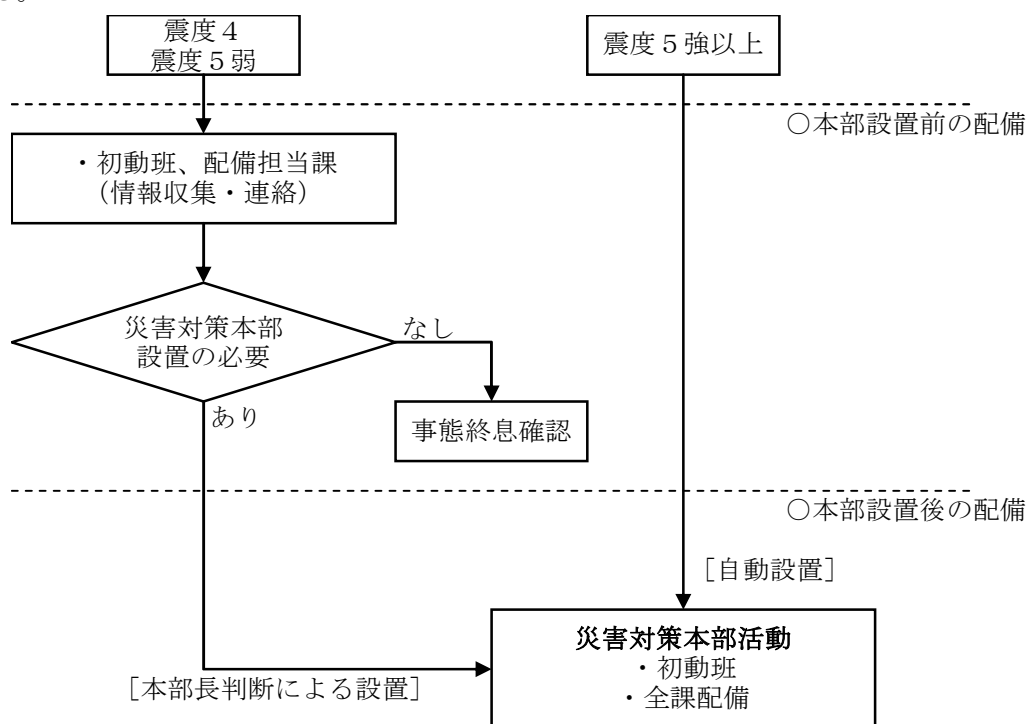 る。
震度４
震度５弱
震度５強以上
○本部設置前の配備
・初動班、配備担当課
（情報収集・連絡）
災害対策本部
設置の必要
なし
あり
事態終息確認
○本部設置後の配備
［自動設置］
災害対策本部活動
・初動班
・全課配備
［本部長判断による設置］